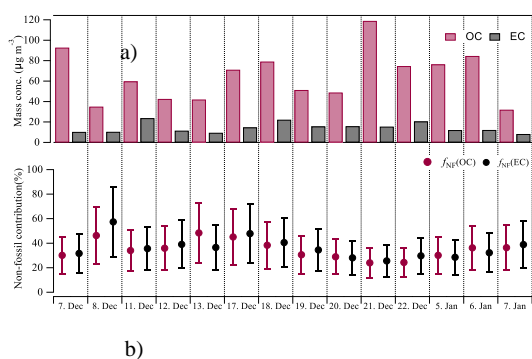 120
100
80
60
40
20
0
Mass conc. (µg m⁻³)
a)
OC EC
100
80
60
40
20
0
Non-fossil contribution(%)
fNF(OC) fNF(EC)
7. Dec 8. Dec 11. Dec 12. Dec 13. Dec 17. Dec 18. Dec 19. Dec 20. Dec 21. Dec 22. Dec 5. Jan 6. Jan 7. Jan
b)